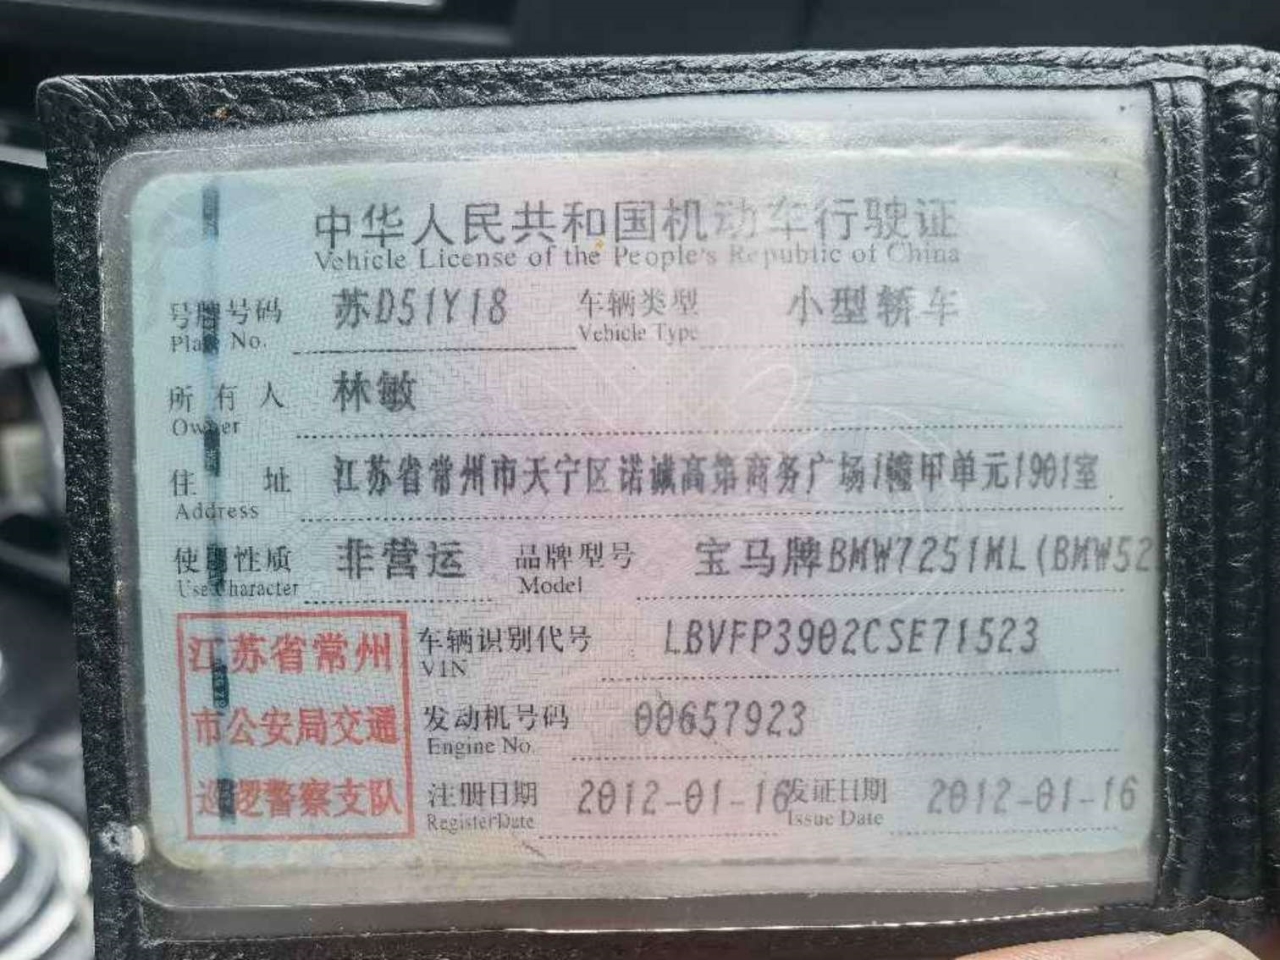 中华人民共和国机动车行驶证
Vehicle License of the People's Republic of China
号牌号码 苏D51Y18 车辆类型 小型轿车
Plate No. Vehicle Type
所有人 林敏
Owner
住址 江苏省常州市天宁区诺诚高第商务广场1幢甲单元1901室
Address
使用性质 非营运 品牌型号 宝马牌BMW7251ML(BMW52
Use Character Model
江苏省常州
市公安局交通
巡逻警察支队
车辆识别代号 LBVFP3902CSE71523
VIN
发动机号码 00657923
Engine No.
注册日期 2012-01-16 发证日期 2012-01-16
Register Date Issue Date